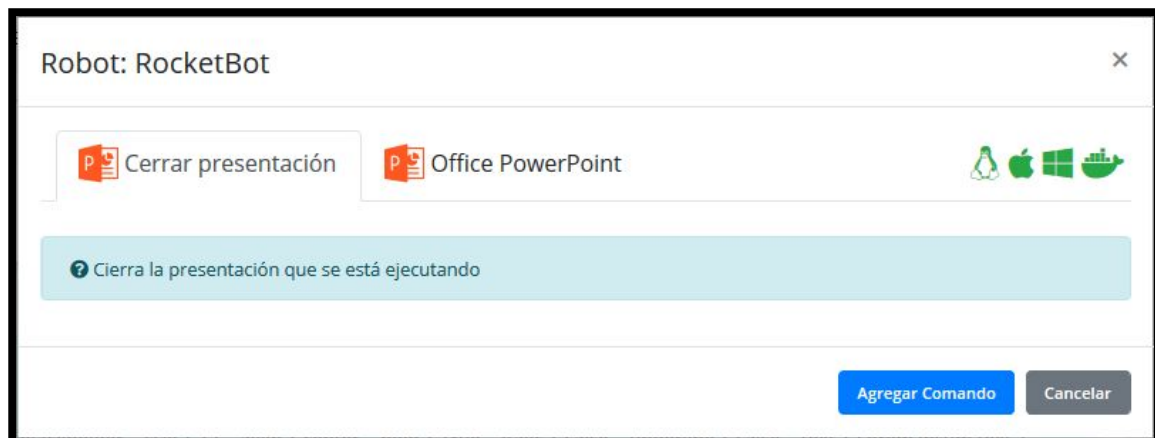 Robot: RocketBot
×
Cerrar presentación
Office PowerPoint
Cierra la presentación que se está ejecutando
Agregar Comando
Cancelar